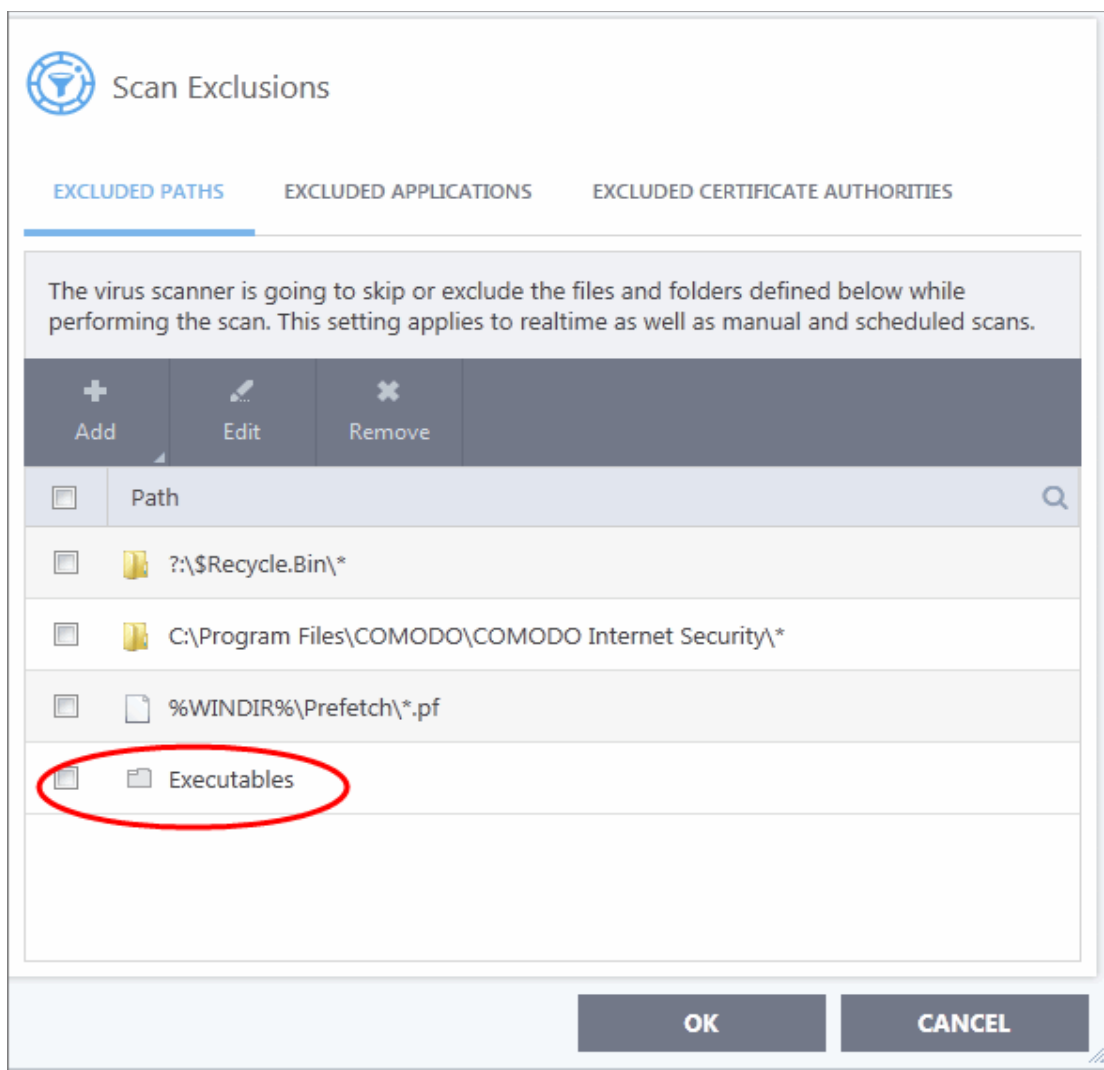 Scan Exclusions
EXCLUDED PATHS EXCLUDED APPLICATIONS EXCLUDED CERTIFICATE AUTHORITIES
The virus scanner is going to skip or exclude the files and folders defined below while
performing the scan. This setting applies to realtime as well as manual and scheduled scans.
Add Edit Remove
Path
?:\$Recycle.Bin\*
C:\Program Files\COMODO\COMODO Internet Security\*
%WINDIR%\Prefetch\*.pf
Executables
OK CANCEL